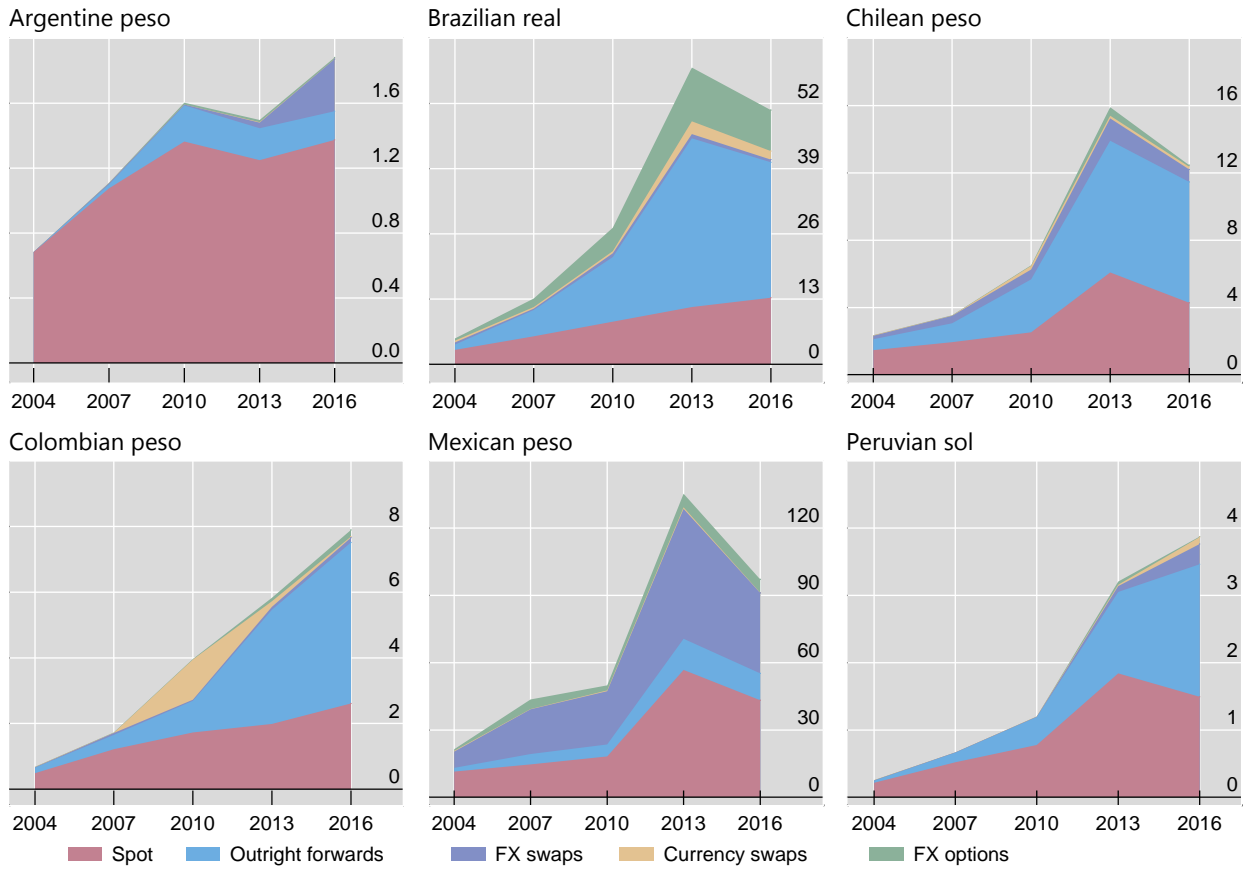 Argentine peso
Brazilian real
Chilean peso
1.6
1.2
0.8
0.4
0.0
2004 2007 2010 2013 2016
52
39
26
13
0
2004 2007 2010 2013 2016
16
12
8
4
0
2004 2007 2010 2013 2016
Colombian peso
Mexican peso
Peruvian sol
8
6
4
2
0
2004 2007 2010 2013 2016
120
90
60
30
0
2004 2007 2010 2013 2016
4
3
2
1
0
2004 2007 2010 2013 2016
Spot Outright forwards FX swaps Currency swaps FX options